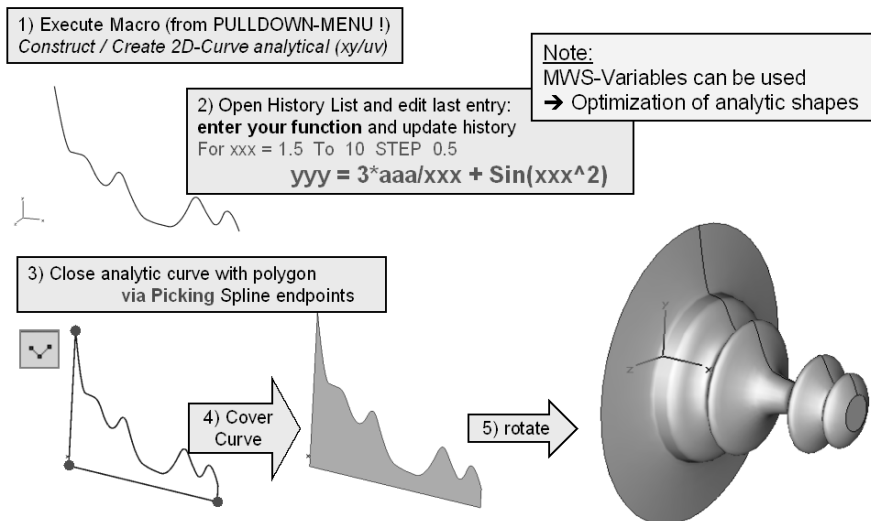 1) Execute Macro (from PULLDOWN-MENU !)
Construct / Create 2D-Curve analytical (xy/uv)
Note:
MWS-Variables can be used
➔ Optimization of analytic shapes
2) Open History List and edit last entry:
enter your function and update history
For xxx = 1.5 To 10 STEP 0.5
yyy = 3*aaa/xxx + Sin(xxx^2)
3) Close analytic curve with polygon
via Picking Spline endpoints
4) Cover
Curve
5) rotate
y
z
x